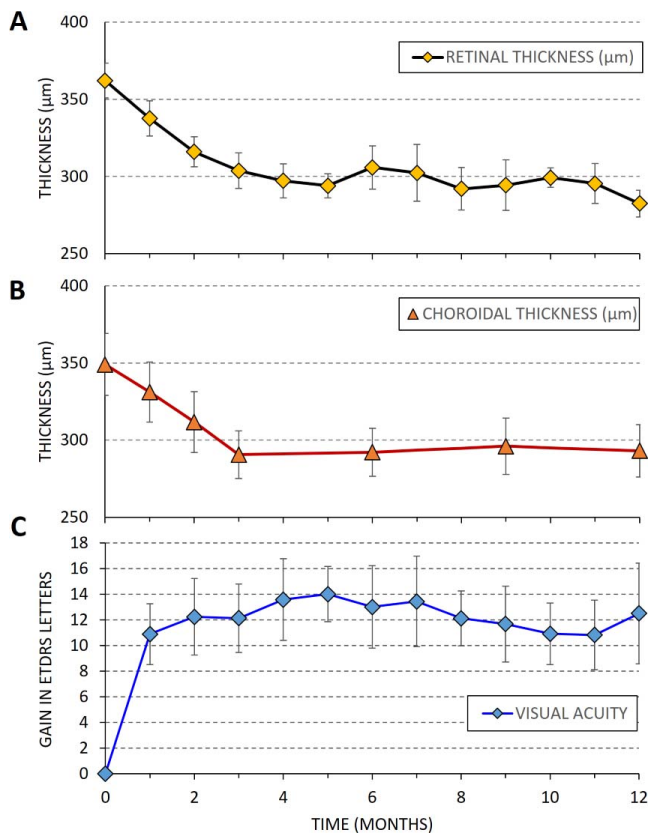 A
400
RETINAL THICKNESS (µm)
350
300
250
THICKNESS (µm)
B
400
CHOROIDAL THICKNESS (µm)
350
300
250
THICKNESS (µm)
C
18
16
14
12
10
8
6
4
2
0
GAIN IN ETDRS LETTERS
VISUAL ACUITY
0 2 4 6 8 10 12
TIME (MONTHS)